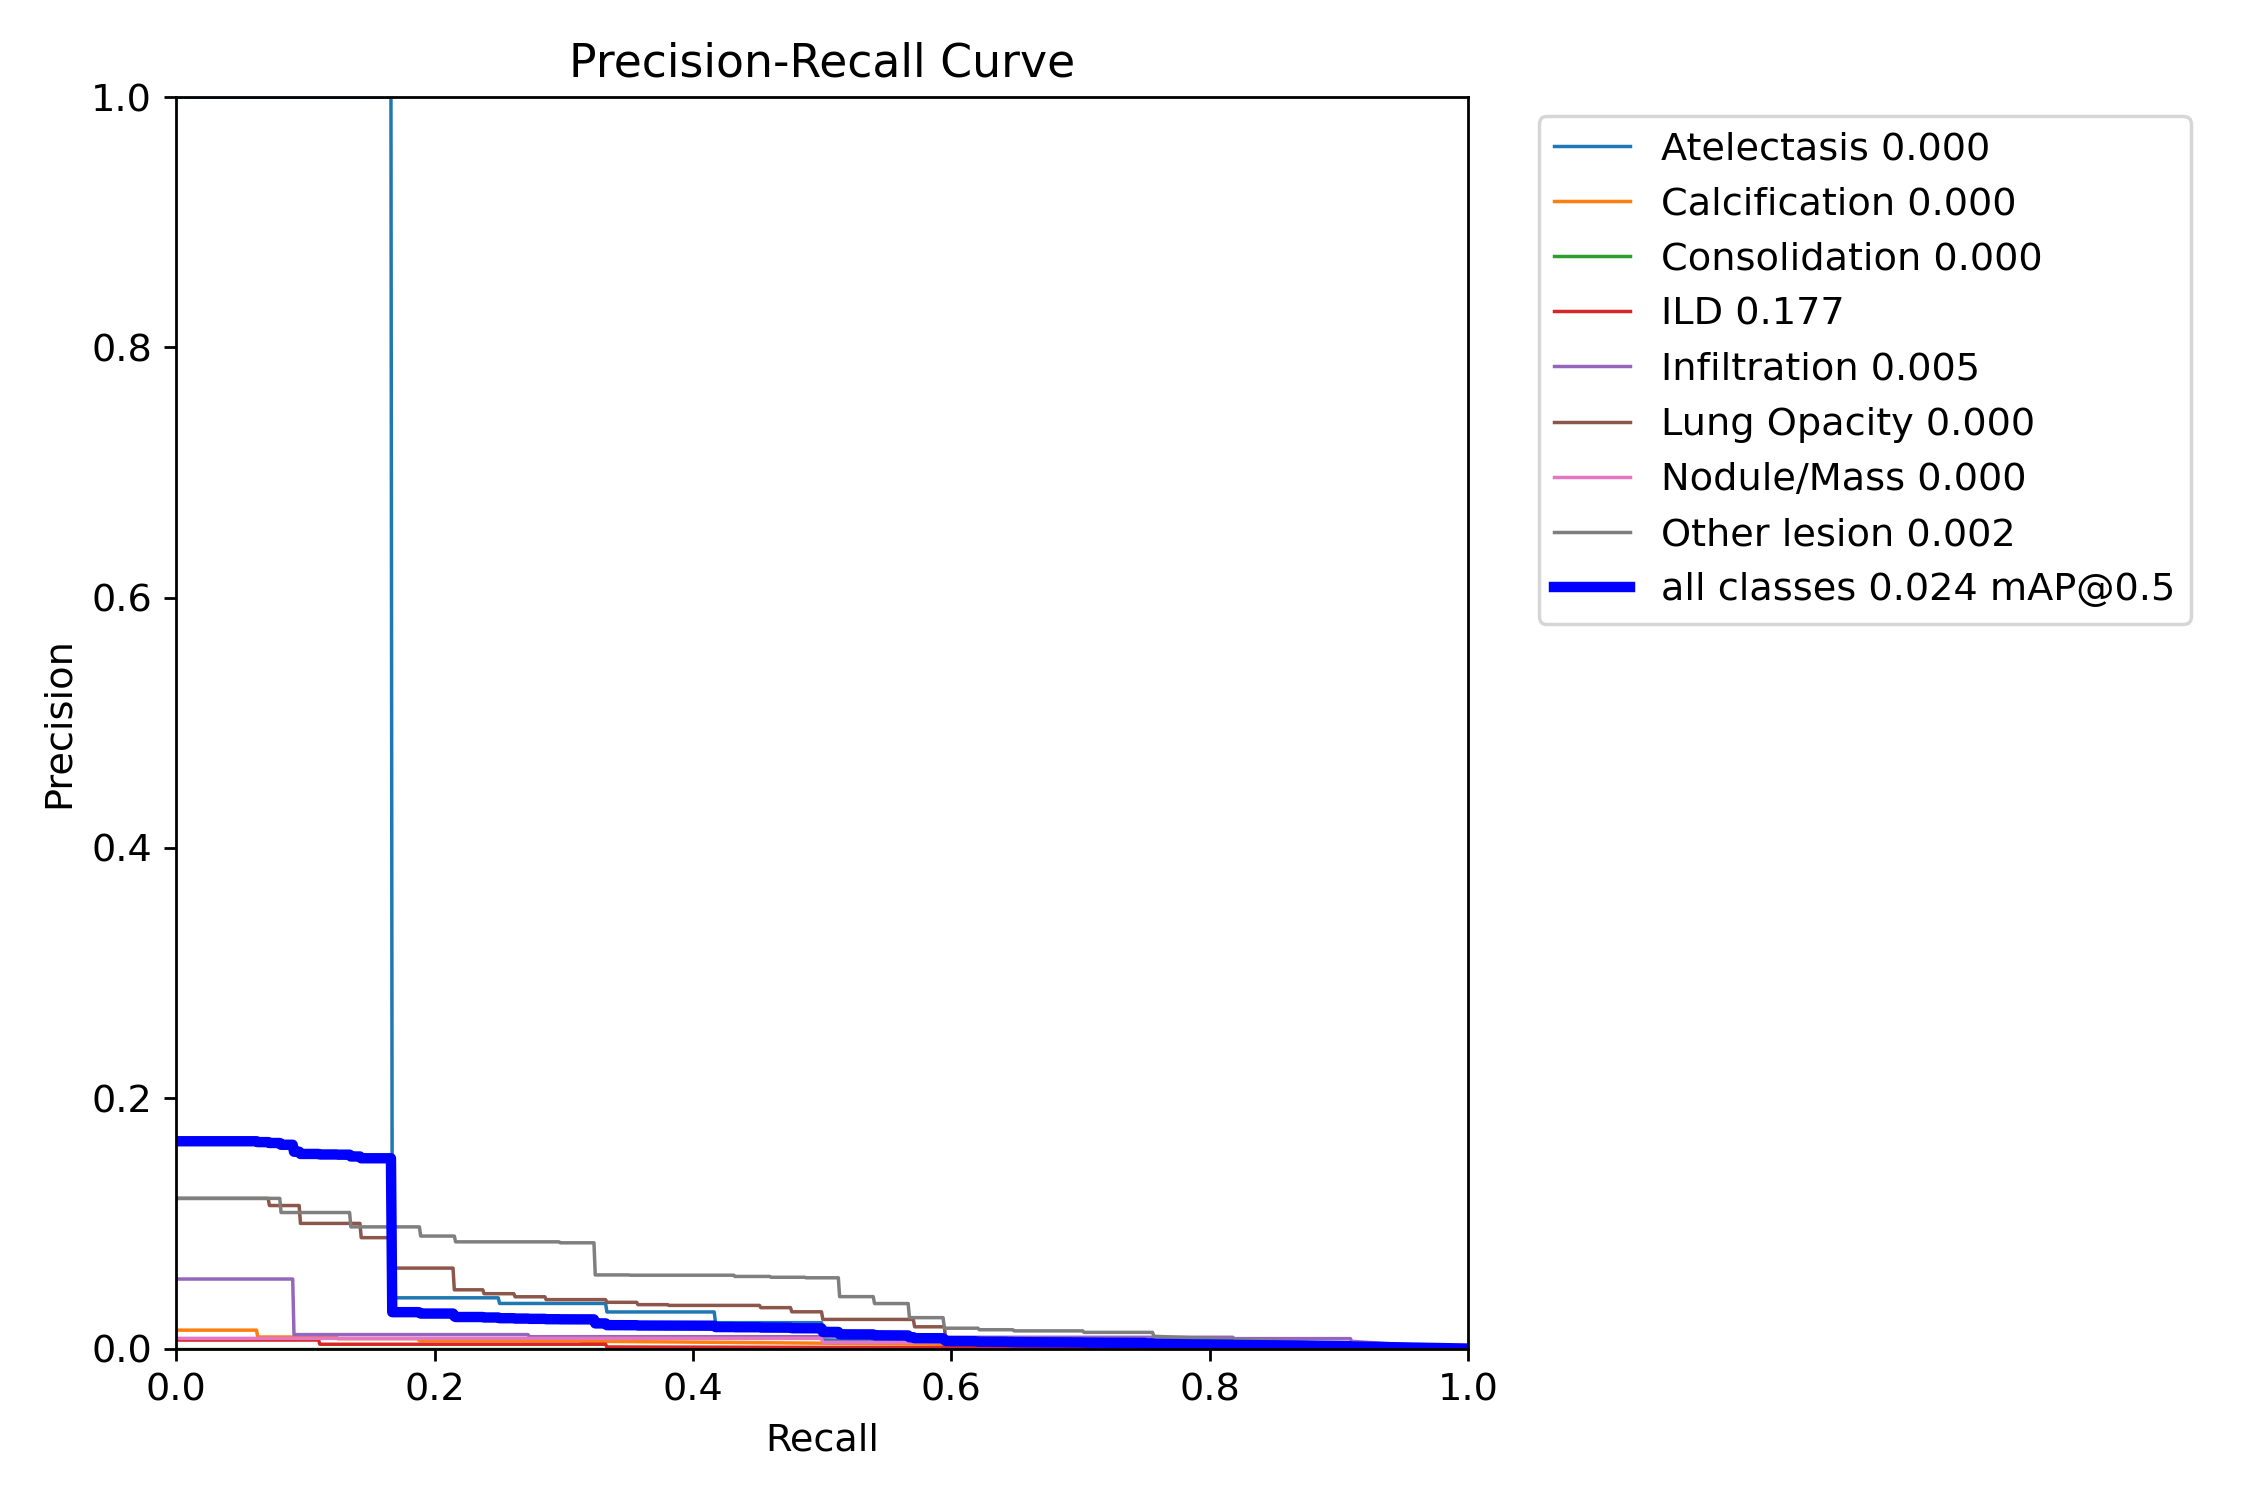 Precision-Recall Curve
1.0
0.8
0.6
0.4
0.2
0.0
Precision
0.0 0.2 0.4 0.6 0.8 1.0
Recall
Atelectasis 0.000
Calcification 0.000
Consolidation 0.000
ILD 0.177
Infiltration 0.005
Lung Opacity 0.000
Nodule/Mass 0.000
Other lesion 0.002
all classes 0.024 mAP@0.5